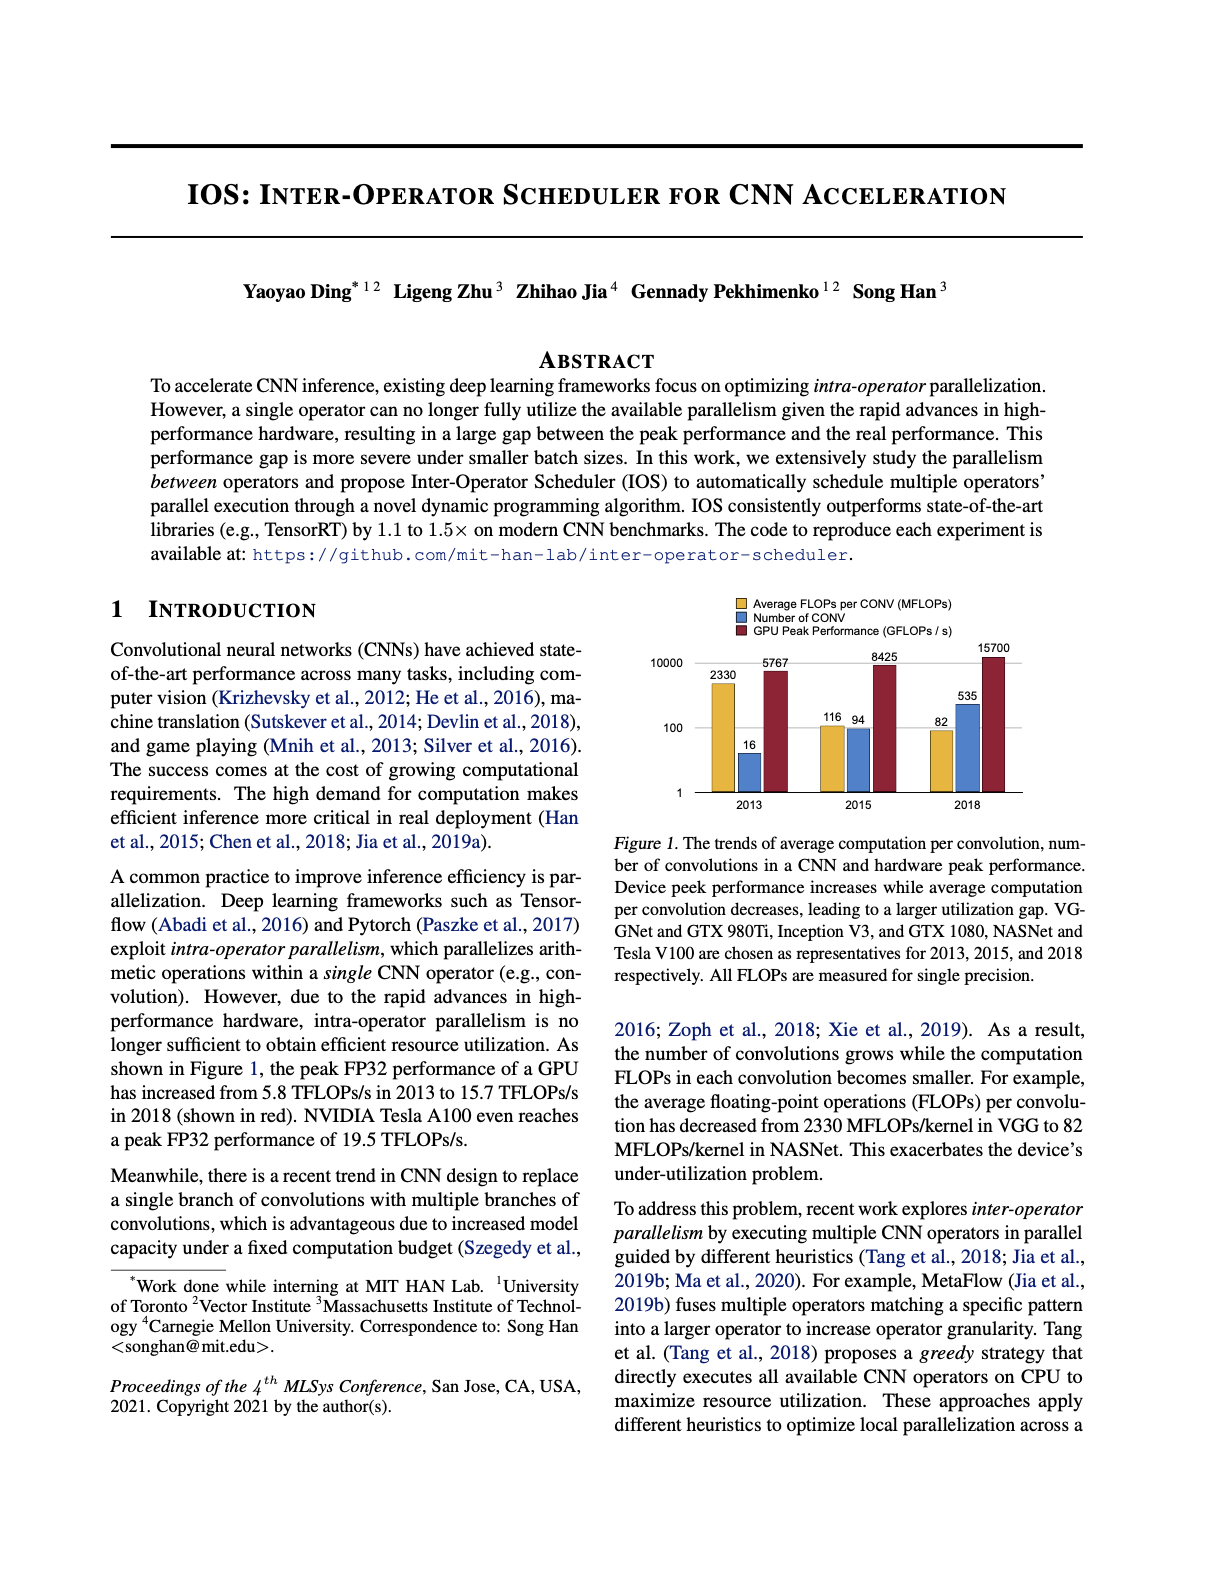 IOS: INTER-OPERATOR SCHEDULER FOR CNN ACCELERATION
Yaoyao Ding* 1 2 Ligeng Zhu 3 Zhihao Jia 4 Gennady Pekhimenko 1 2 Song Han 3
ABSTRACT
To accelerate CNN inference, existing deep learning frameworks focus on optimizing intra-operator parallelization.
However, a single operator can no longer fully utilize the available parallelism given the rapid advances in high-
performance hardware, resulting in a large gap between the peak performance and the real performance. This
performance gap is more severe under smaller batch sizes. In this work, we extensively study the parallelism
between operators and propose Inter-Operator Scheduler (IOS) to automatically schedule multiple operators'
parallel execution through a novel dynamic programming algorithm. IOS consistently outperforms state-of-the-art
libraries (e.g., TensorRT) by 1.1 to 1.5× on modern CNN benchmarks. The code to reproduce each experiment is
available at: https://github.com/mit-han-lab/inter-operator-scheduler.
1 INTRODUCTION
Convolutional neural networks (CNNs) have achieved state-
of-the-art performance across many tasks, including com-
puter vision (Krizhevsky et al., 2012; He et al., 2016), ma-
chine translation (Sutskever et al., 2014; Devlin et al., 2018),
and game playing (Mnih et al., 2013; Silver et al., 2016).
The success comes at the cost of growing computational
requirements. The high demand for computation makes
efficient inference more critical in real deployment (Han
et al., 2015; Chen et al., 2018; Jia et al., 2019a).
A common practice to improve inference efficiency is par-
allelization. Deep learning frameworks such as Tensor-
flow (Abadi et al., 2016) and Pytorch (Paszke et al., 2017)
exploit intra-operator parallelism, which parallelizes arith-
metic operations within a single CNN operator (e.g., con-
volution). However, due to the rapid advances in high-
performance hardware, intra-operator parallelism is no
longer sufficient to obtain efficient resource utilization. As
shown in Figure 1, the peak FP32 performance of a GPU
has increased from 5.8 TFLOPs/s in 2013 to 15.7 TFLOPs/s
in 2018 (shown in red). NVIDIA Tesla A100 even reaches
a peak FP32 performance of 19.5 TFLOPs/s.
Meanwhile, there is a recent trend in CNN design to replace
a single branch of convolutions with multiple branches of
convolutions, which is advantageous due to increased model
capacity under a fixed computation budget (Szegedy et al.,
*Work done while interning at MIT HAN Lab. 1University
of Toronto 2Vector Institute 3Massachusetts Institute of Technol-
ogy 4Carnegie Mellon University. Correspondence to: Song Han
<songhan@mit.edu>.
Proceedings of the 4th MLSys Conference, San Jose, CA, USA,
2021. Copyright 2021 by the author(s).
Average FLOPs per CONV (MFLOPs)
Number of CONV
GPU Peak Performance (GFLOPs / s)
10000
100
1
2330
16
5767
116
94
8425
82
535
15700
2013
2015
2018
Figure 1. The trends of average computation per convolution, num-
ber of convolutions in a CNN and hardware peak performance.
Device peek performance increases while average computation
per convolution decreases, leading to a larger utilization gap. VG-
GNet and GTX 980Ti, Inception V3, and GTX 1080, NASNet and
Tesla V100 are chosen as representatives for 2013, 2015, and 2018
respectively. All FLOPs are measured for single precision.
2016; Zoph et al., 2018; Xie et al., 2019). As a result,
the number of convolutions grows while the computation
FLOPs in each convolution becomes smaller. For example,
the average floating-point operations (FLOPs) per convolu-
tion has decreased from 2330 MFLOPs/kernel in VGG to 82
MFLOPs/kernel in NASNet. This exacerbates the device's
under-utilization problem.
To address this problem, recent work explores inter-operator
parallelism by executing multiple CNN operators in parallel
guided by different heuristics (Tang et al., 2018; Jia et al.,
2019b; Ma et al., 2020). For example, MetaFlow (Jia et al.,
2019b) fuses multiple operators matching a specific pattern
into a larger operator to increase operator granularity. Tang
et al. (Tang et al., 2018) proposes a greedy strategy that
directly executes all available CNN operators on CPU to
maximize resource utilization. These approaches apply
different heuristics to optimize local parallelization across a